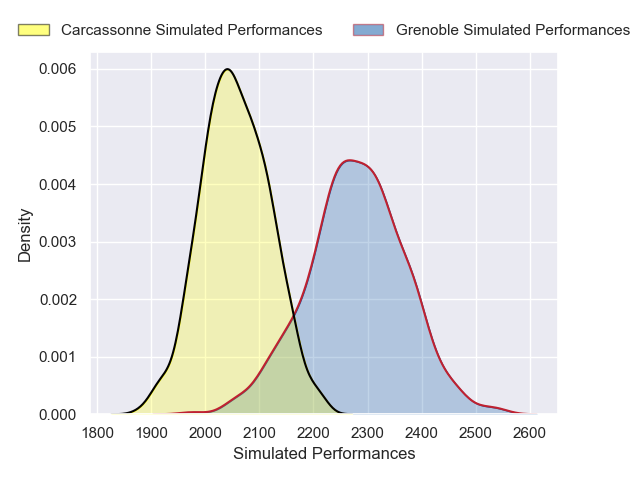 Carcassonne Simulated Performances
Grenoble Simulated Performances
0.006
0.005
0.004
0.003
0.002
0.001
0.000
Density
1800 1900 2000 2100 2200 2300 2400 2500 2600
Simulated Performances